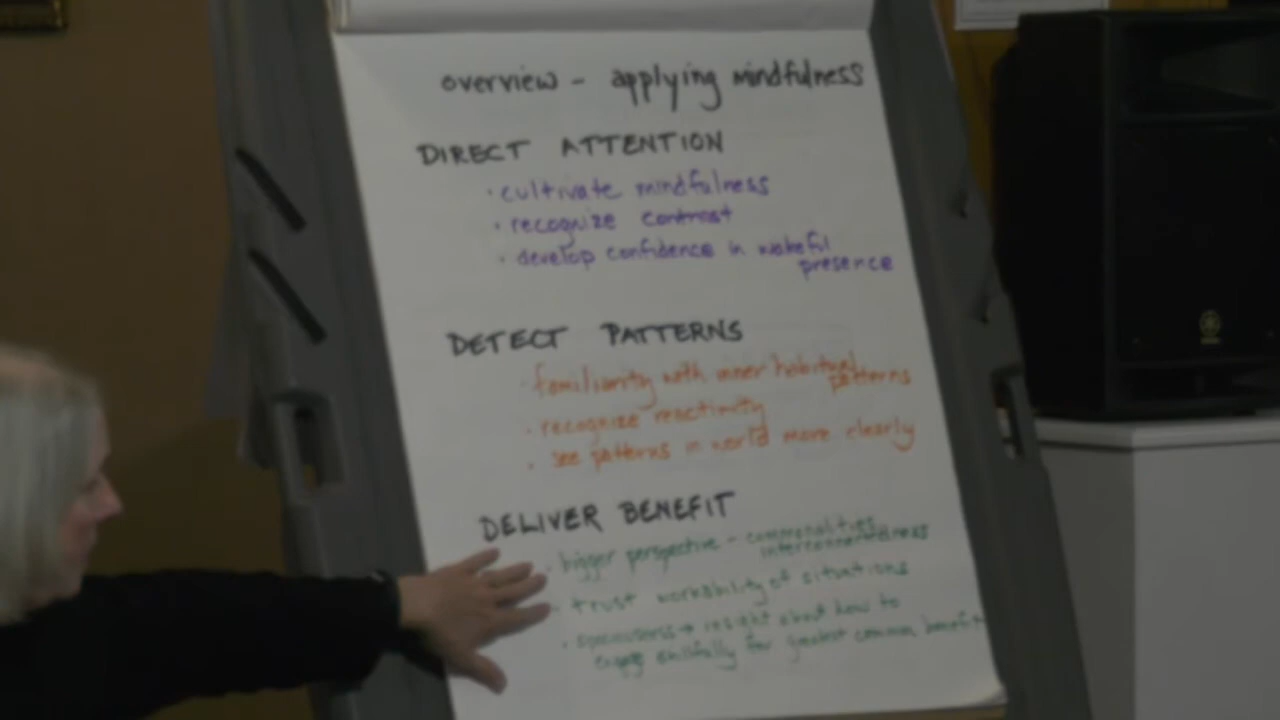 overview - applying mindfulness
DIRECT ATTENTION
· cultivate mindfulness
· recognize contrast
· develop confidence in wakeful
presence
DETECT PATTERNS
· familiarity with inner habitual
patterns
· recognize reactivity
· see patterns in world more clearly
DELIVER BENEFIT
· bigger perspective - commonalities
interconnectedness
· trust workability of situations
· spaciousness → insight about how to
engage skillfully for greatest common benefit